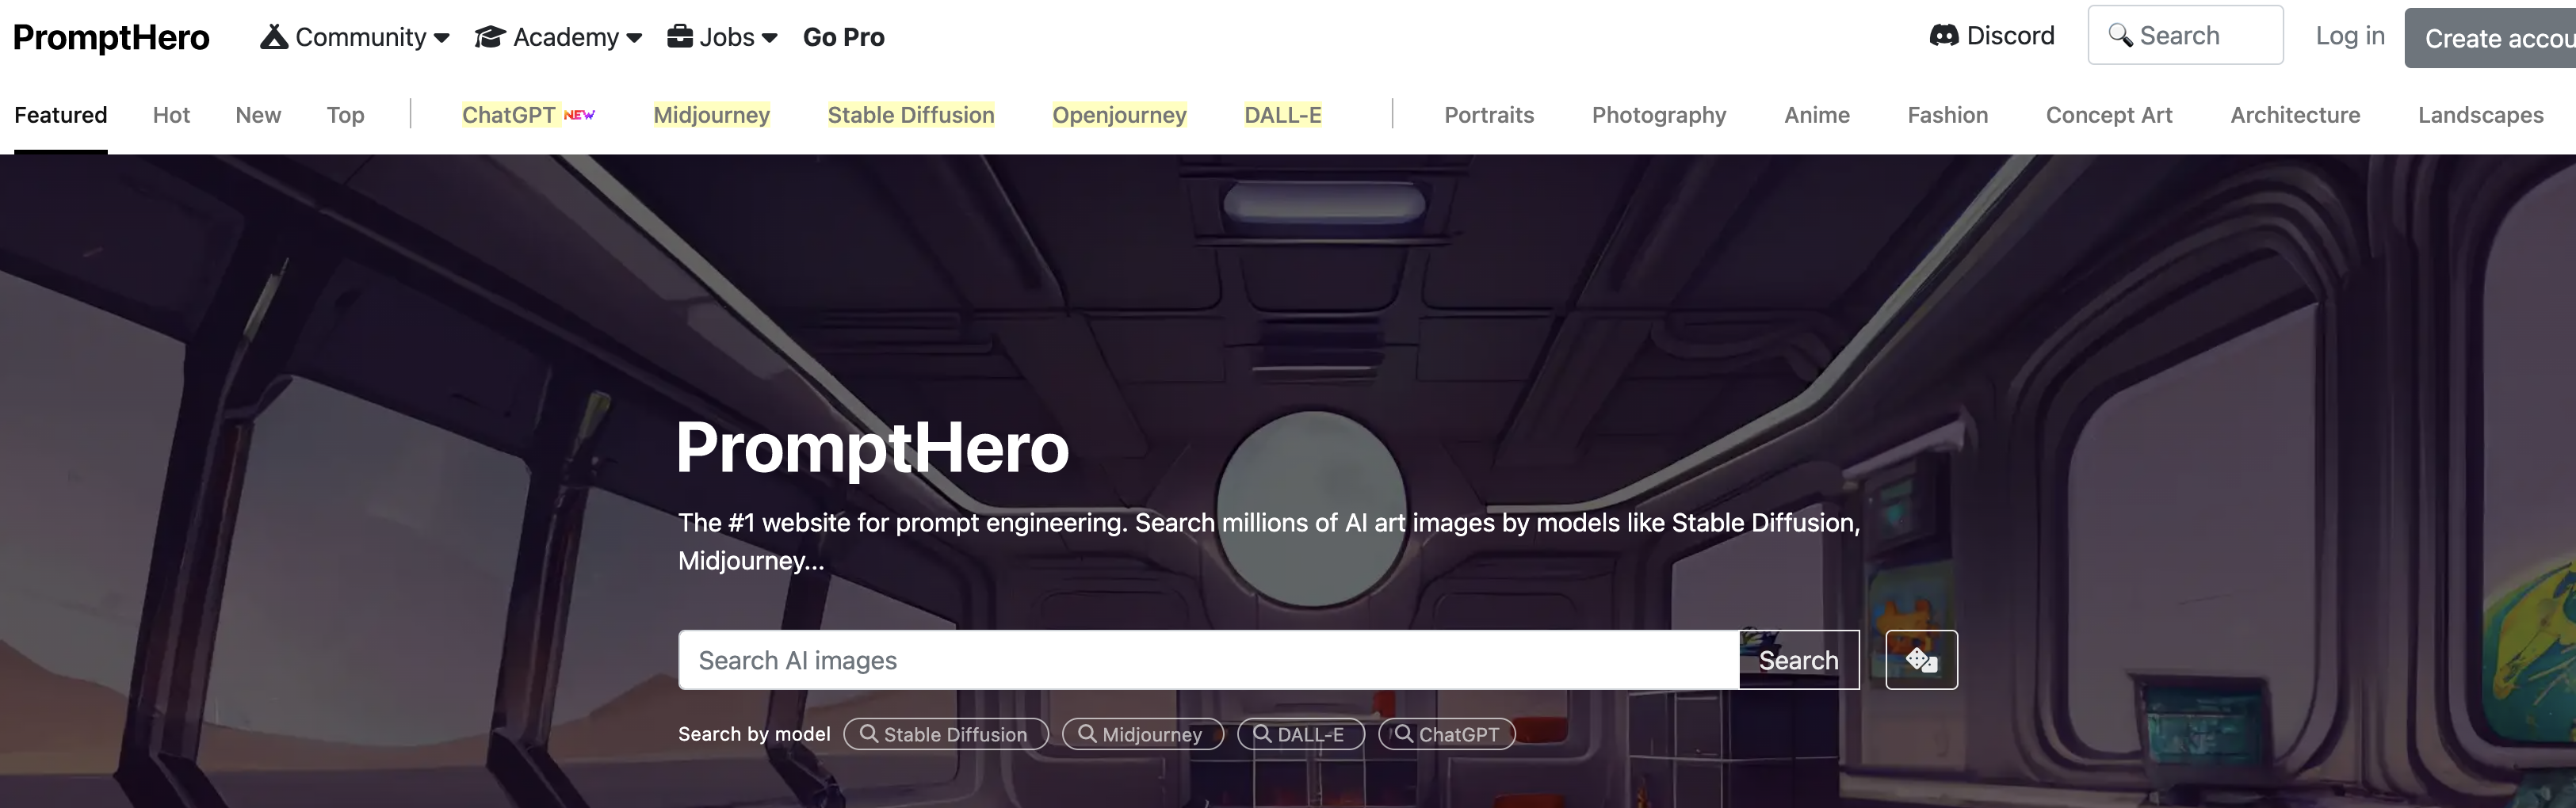 PromptHero Community Academy Jobs Go Pro Discord Search Log in Create accou
Featured Hot New Top ChatGPT NEW Midjourney Stable Diffusion Openjourney DALL-E Portraits Photography Anime Fashion Concept Art Architecture Landscapes
PromptHero
The #1 website for prompt engineering. Search millions of AI art images by models like Stable Diffusion,
Midjourney...
Search AI images Search
Search by model Stable Diffusion Midjourney DALL-E ChatGPT